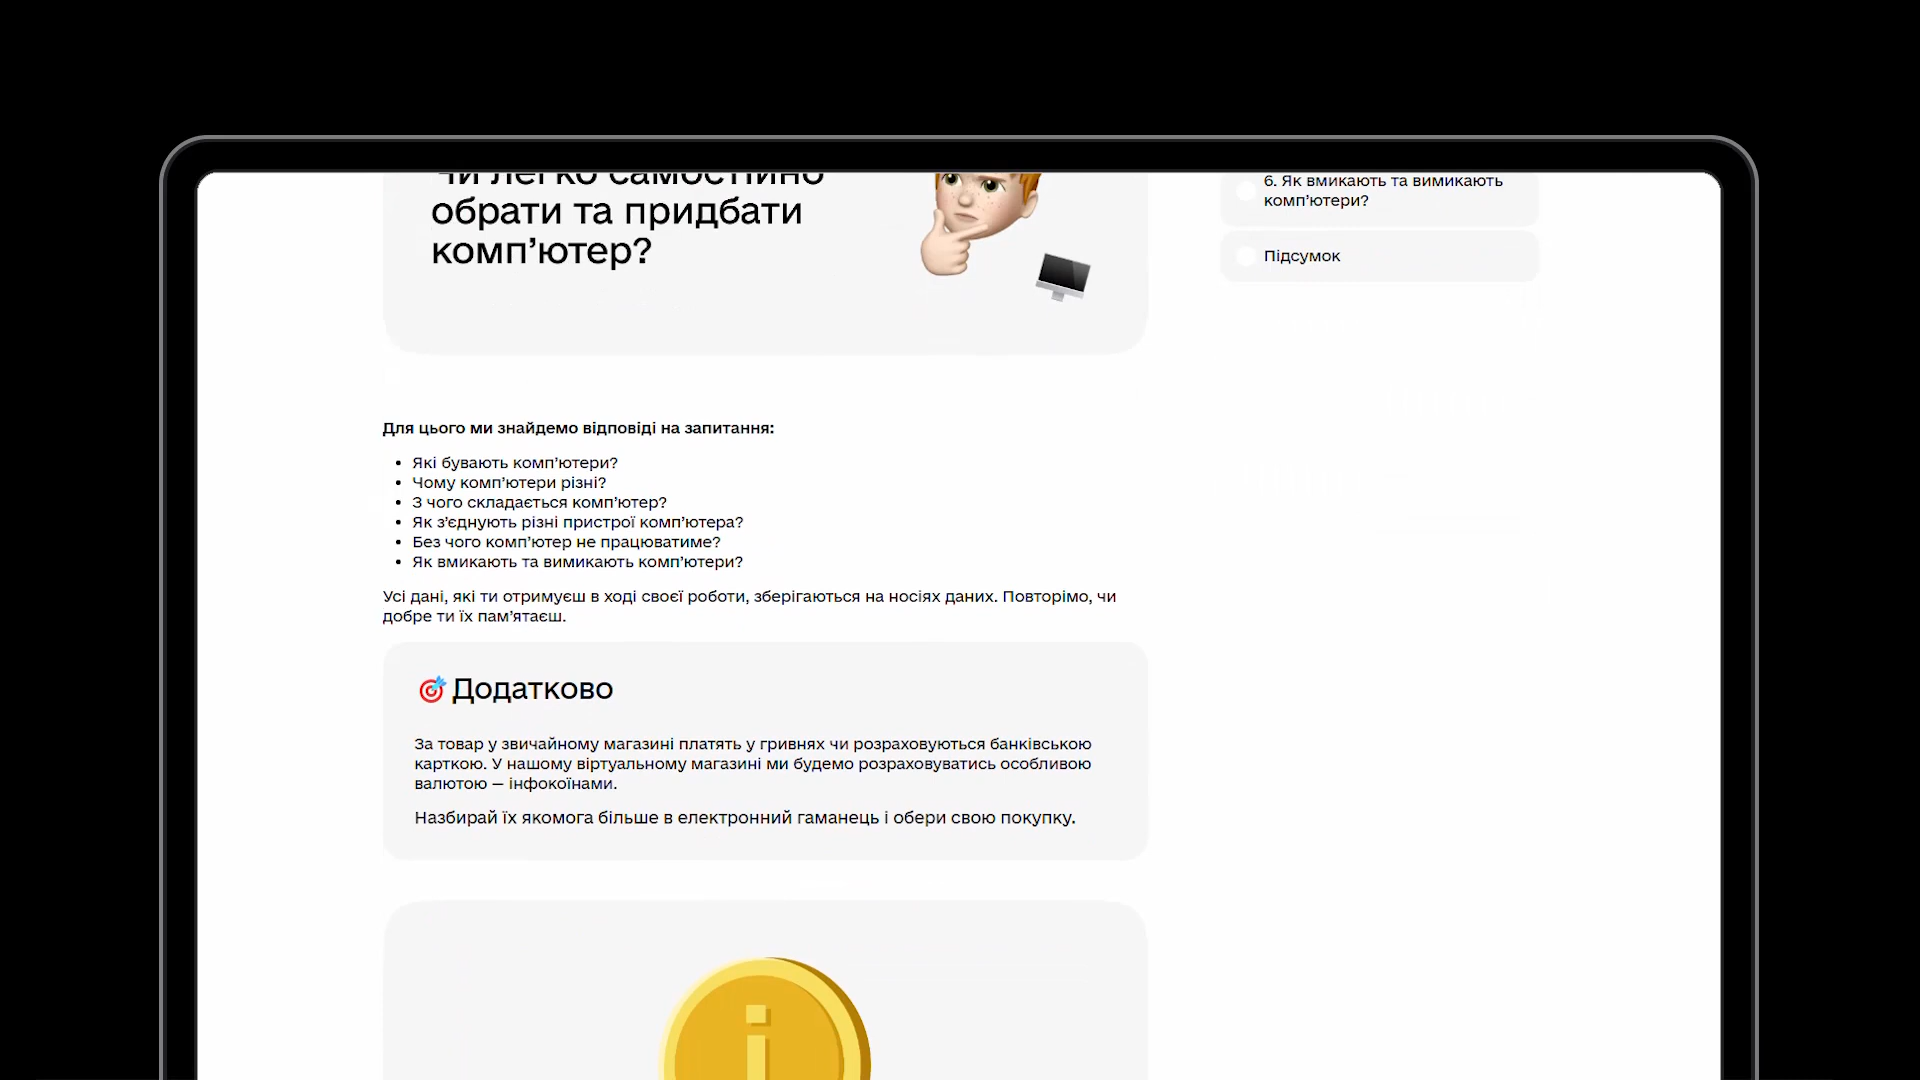 Чи легко самостійно
обрати та придбати
комп’ютер?
6. Як вмикають та вимикають
комп’ютери?
Підсумок
Для цього ми знайдемо відповіді на запитання:
• Які бувають комп’ютери?
• Чому комп’ютери різні?
• З чого складається комп’ютер?
• Як з’єднують різні пристрої комп’ютера?
• Без чого комп’ютер не працюватиме?
• Як вмикають та вимикають комп’ютери?
Усі дані, які ти отримуєш в ході своєї роботи, зберігаються на носіях даних. Повторімо, чи
добре ти їх пам’ятаєш.
Додатково
За товар у звичайному магазині платять у гривнях чи розраховуються банківською
карткою. У нашому віртуальному магазині ми будемо розраховуватись особливою
валютою — інфокоїнами.
Назбирай їх якомога більше в електронний гаманець і обери свою покупку.
i